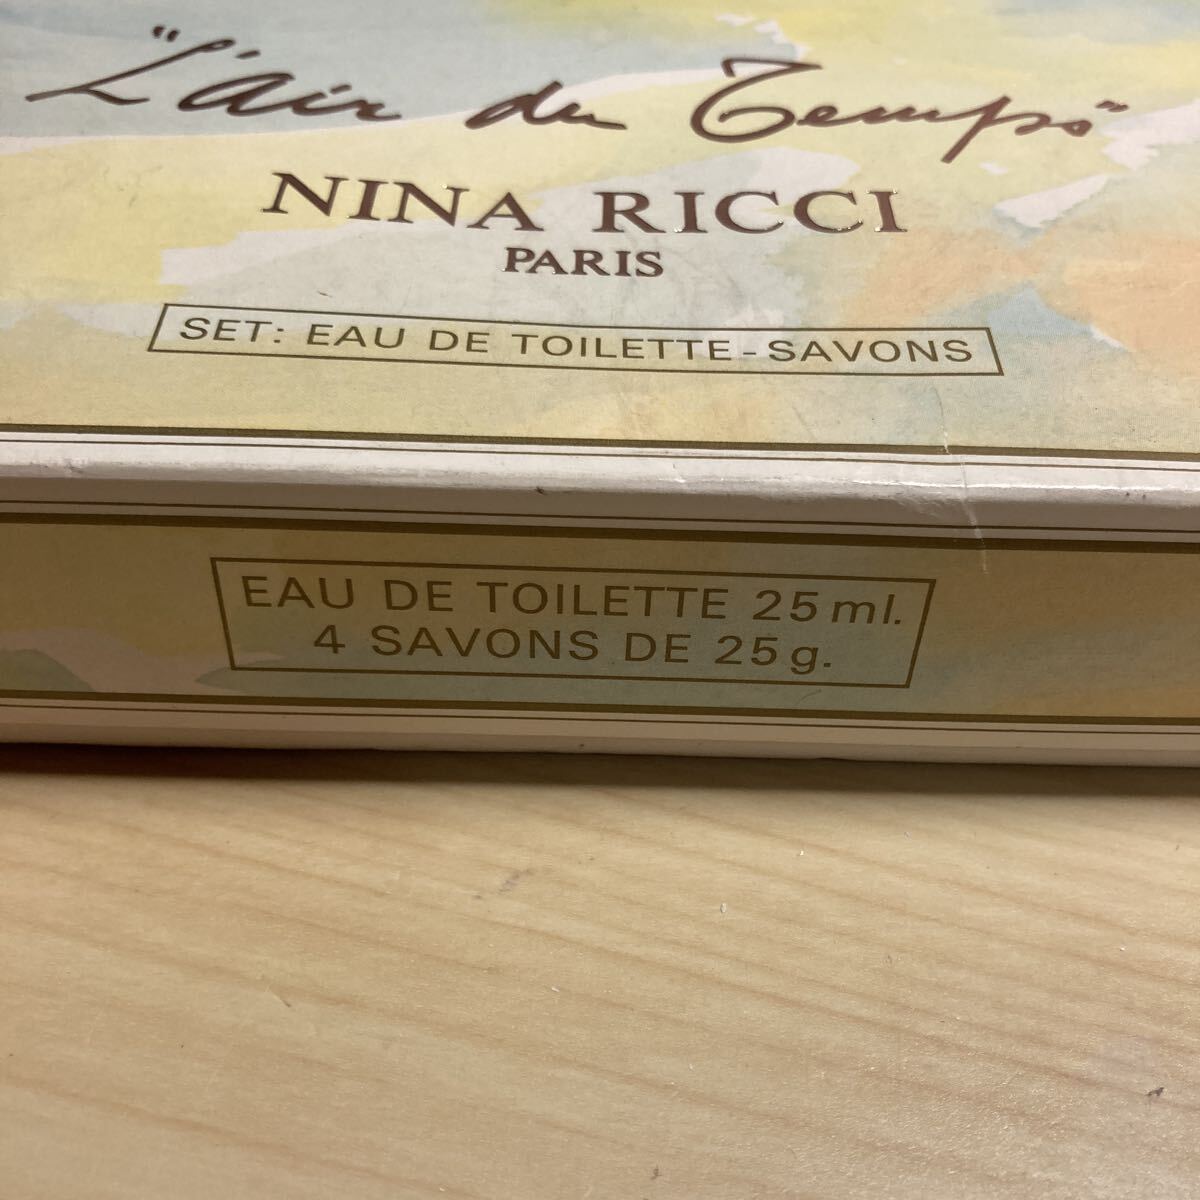 "L'Air du Temps"
NINA RICCI
PARIS
SET: EAU DE TOILETTE-SAVONS
EAU DE TOILETTE 25 ml.
4 SAVONS DE 25 g.